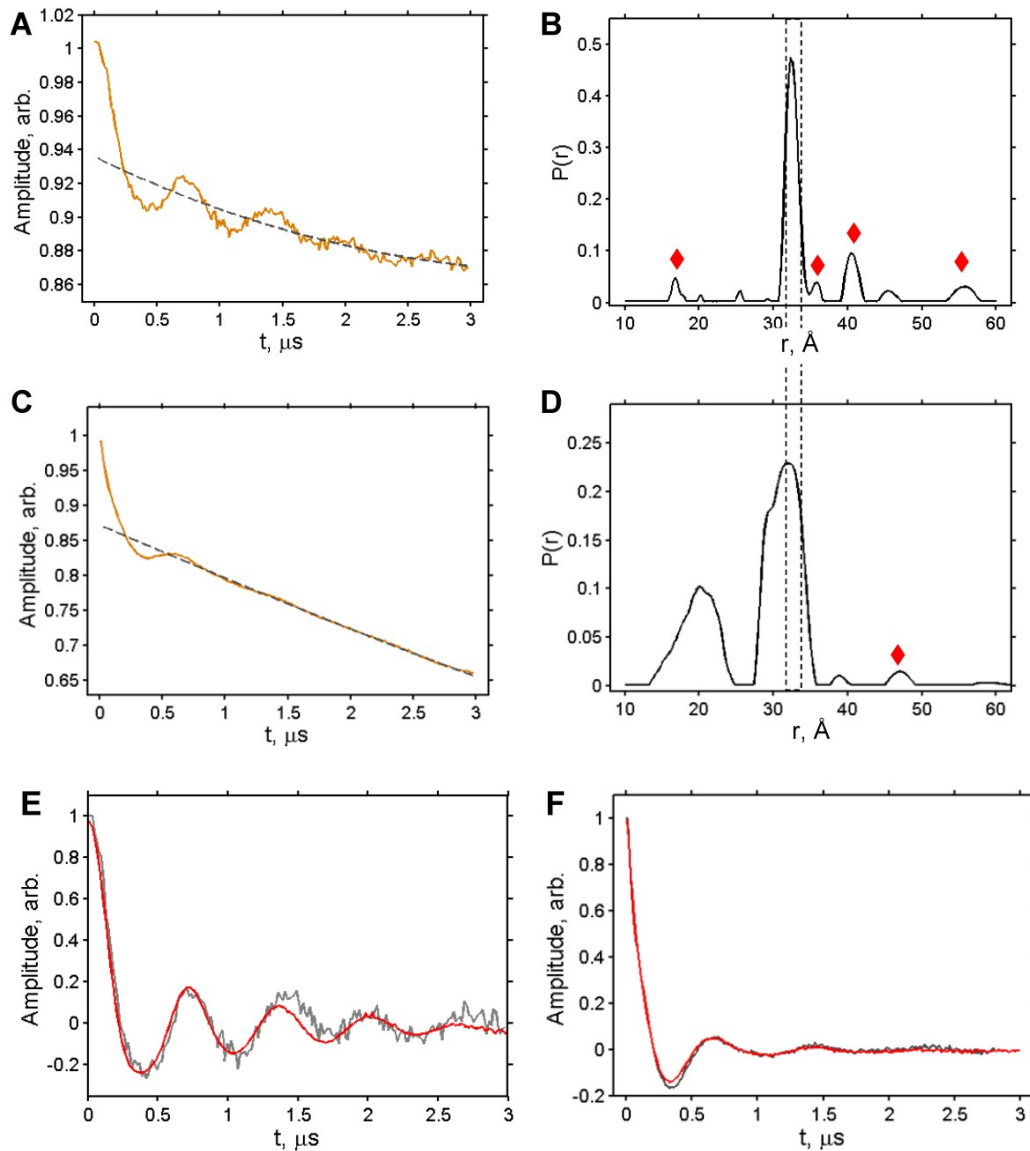 A
1.02
1
0.98
0.96
0.94
0.92
0.9
0.88
0.86
Amplitude, arb.
0 0.5 1 1.5 2 2.5 3
t, μs
B
0.5
0.4
0.3
0.2
0.1
0
P(r)
10 20 30 40 50 60
r, Å
C
1
0.95
0.9
0.85
0.8
0.75
0.7
0.65
Amplitude, arb.
0 0.5 1 1.5 2 2.5 3
t, μs
D
0.25
0.2
0.15
0.1
0.05
0
P(r)
10 20 30 40 50 60
r, Å
E
1
0.8
0.6
0.4
0.2
0
-0.2
Amplitude, arb.
0 0.5 1 1.5 2 2.5 3
t, μs
F
1
0.8
0.6
0.4
0.2
0
-0.2
Amplitude, arb.
0 0.5 1 1.5 2 2.5 3
t, μs